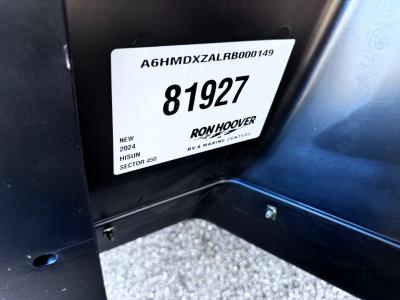 A6HMDXZALRB000149
81927
NEW
2024
HISUN
SECTOR 450
RON HOOVER
RV & MARINE CENTERS